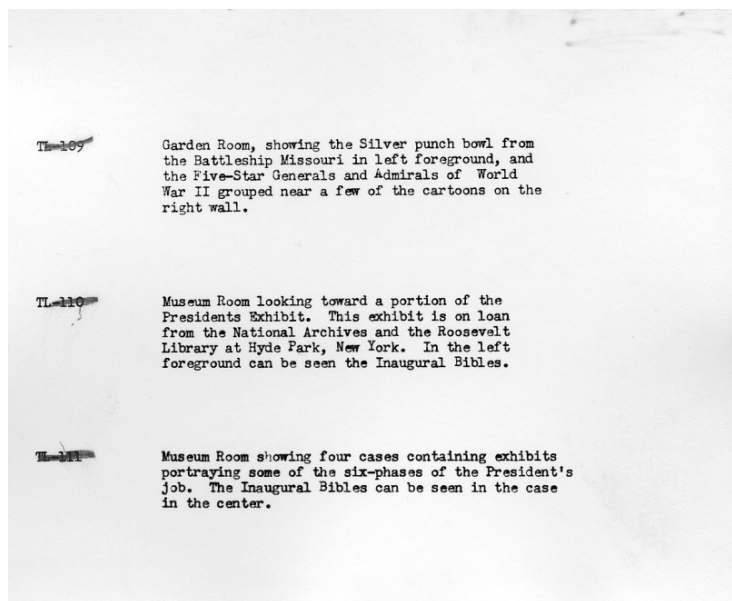 TL-109
Garden Room, showing the Silver punch bowl from
the Battleship Missouri in left foreground, and
the Five-Star Generals and Admirals of World
War II grouped near a few of the cartoons on the
right wall.
TL-110
Museum Room looking toward a portion of the
Presidents Exhibit. This exhibit is on loan
from the National Archives and the Roosevelt
Library at Hyde Park, New York. In the left
foreground can be seen the Inaugural Bibles.
TL-111
Museum Room showing four cases containing exhibits
portraying some of the six-phases of the President's
job. The Inaugural Bibles can be seen in the case
in the center.